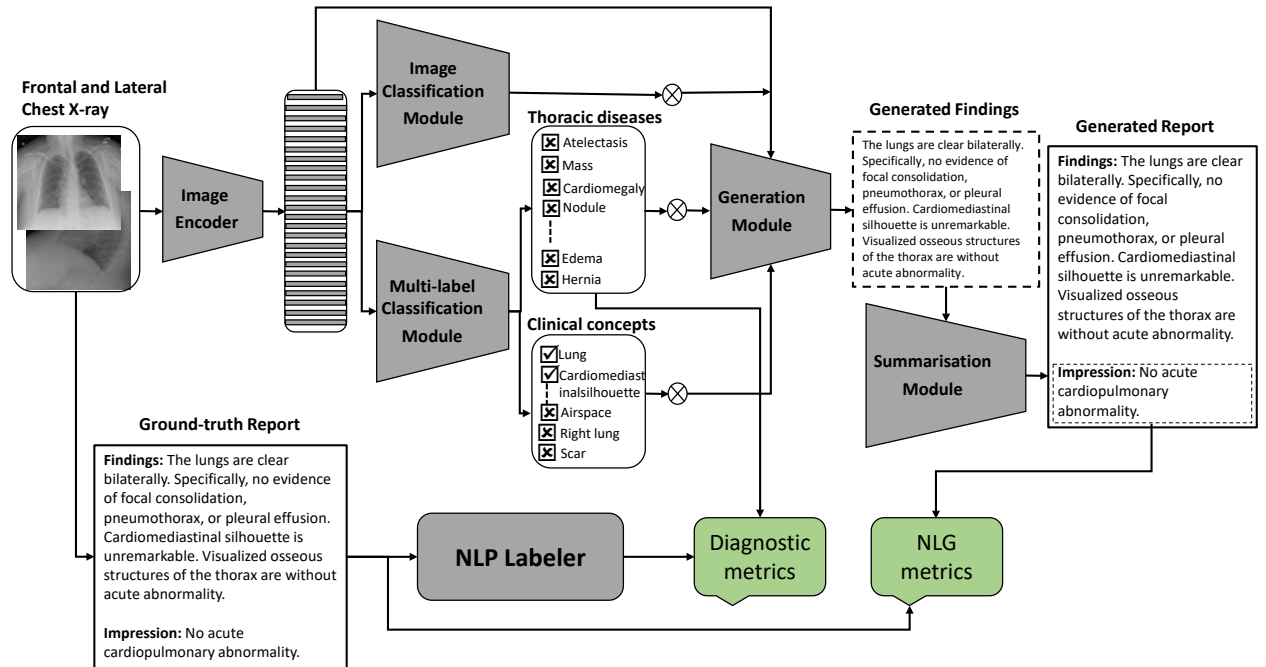 Frontal and Lateral
Chest X-ray
Image
Encoder
Image
Classification
Module
Multi-label
Classification
Module
Thoracic diseases
Atelectasis
Mass
Cardiomegaly
Nodule
Edema
Hernia
Clinical concepts
Lung
Cardiomediast
inalsilhouette
Airspace
Right lung
Scar
Generation
Module
Generated Findings
The lungs are clear bilaterally.
Specifically, no evidence of
focal consolidation,
pneumothorax, or pleural
effusion. Cardiomediastinal
silhouette is unremarkable.
Visualized osseous structures
of the thorax are without
acute abnormality.
Summarisation
Module
Generated Report
Findings: The lungs are clear
bilaterally. Specifically, no
evidence of focal
consolidation,
pneumothorax, or pleural
effusion. Cardiomediastinal
silhouette is unremarkable.
Visualized osseous
structures of the thorax are
without acute abnormality.
Impression: No acute
cardiopulmonary
abnormality.
Ground-truth Report
Findings: The lungs are clear
bilaterally. Specifically, no evidence
of focal consolidation,
pneumothorax, or pleural effusion.
Cardiomediastinal silhouette is
unremarkable. Visualized osseous
structures of the thorax are without
acute abnormality.
Impression: No acute
cardiopulmonary abnormality.
NLP Labeler
Diagnostic
metrics
NLG
metrics